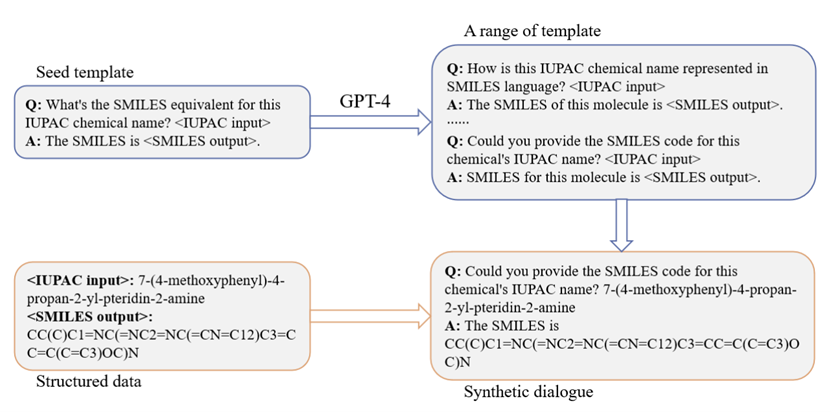 A range of template
Seed template
Q: What's the SMILES equivalent for this
IUPAC chemical name? <IUPAC input>
A: The SMILES is <SMILES output>.
GPT-4
Q: How is this IUPAC chemical name represented in
SMILES language? <IUPAC input>
A: The SMILES of this molecule is <SMILES output>.
......
Q: Could you provide the SMILES code for this
chemical's IUPAC name? <IUPAC input>
A: SMILES for this molecule is <SMILES output>.
<IUPAC input>: 7-(4-methoxyphenyl)-4-
propan-2-yl-pteridin-2-amine
<SMILES output>:
CC(C)C1=NC(=NC2=NC(=CN=C12)C3=C
C=C(C=C3)OC)N
Structured data
Q: Could you provide the SMILES code for this
chemical's IUPAC name? 7-(4-methoxyphenyl)-4-propan-
2-yl-pteridin-2-amine
A: The SMILES is
CC(C)C1=NC(=NC2=NC(=CN=C12)C3=CC=C(C=C3)O
C)N
Synthetic dialogue